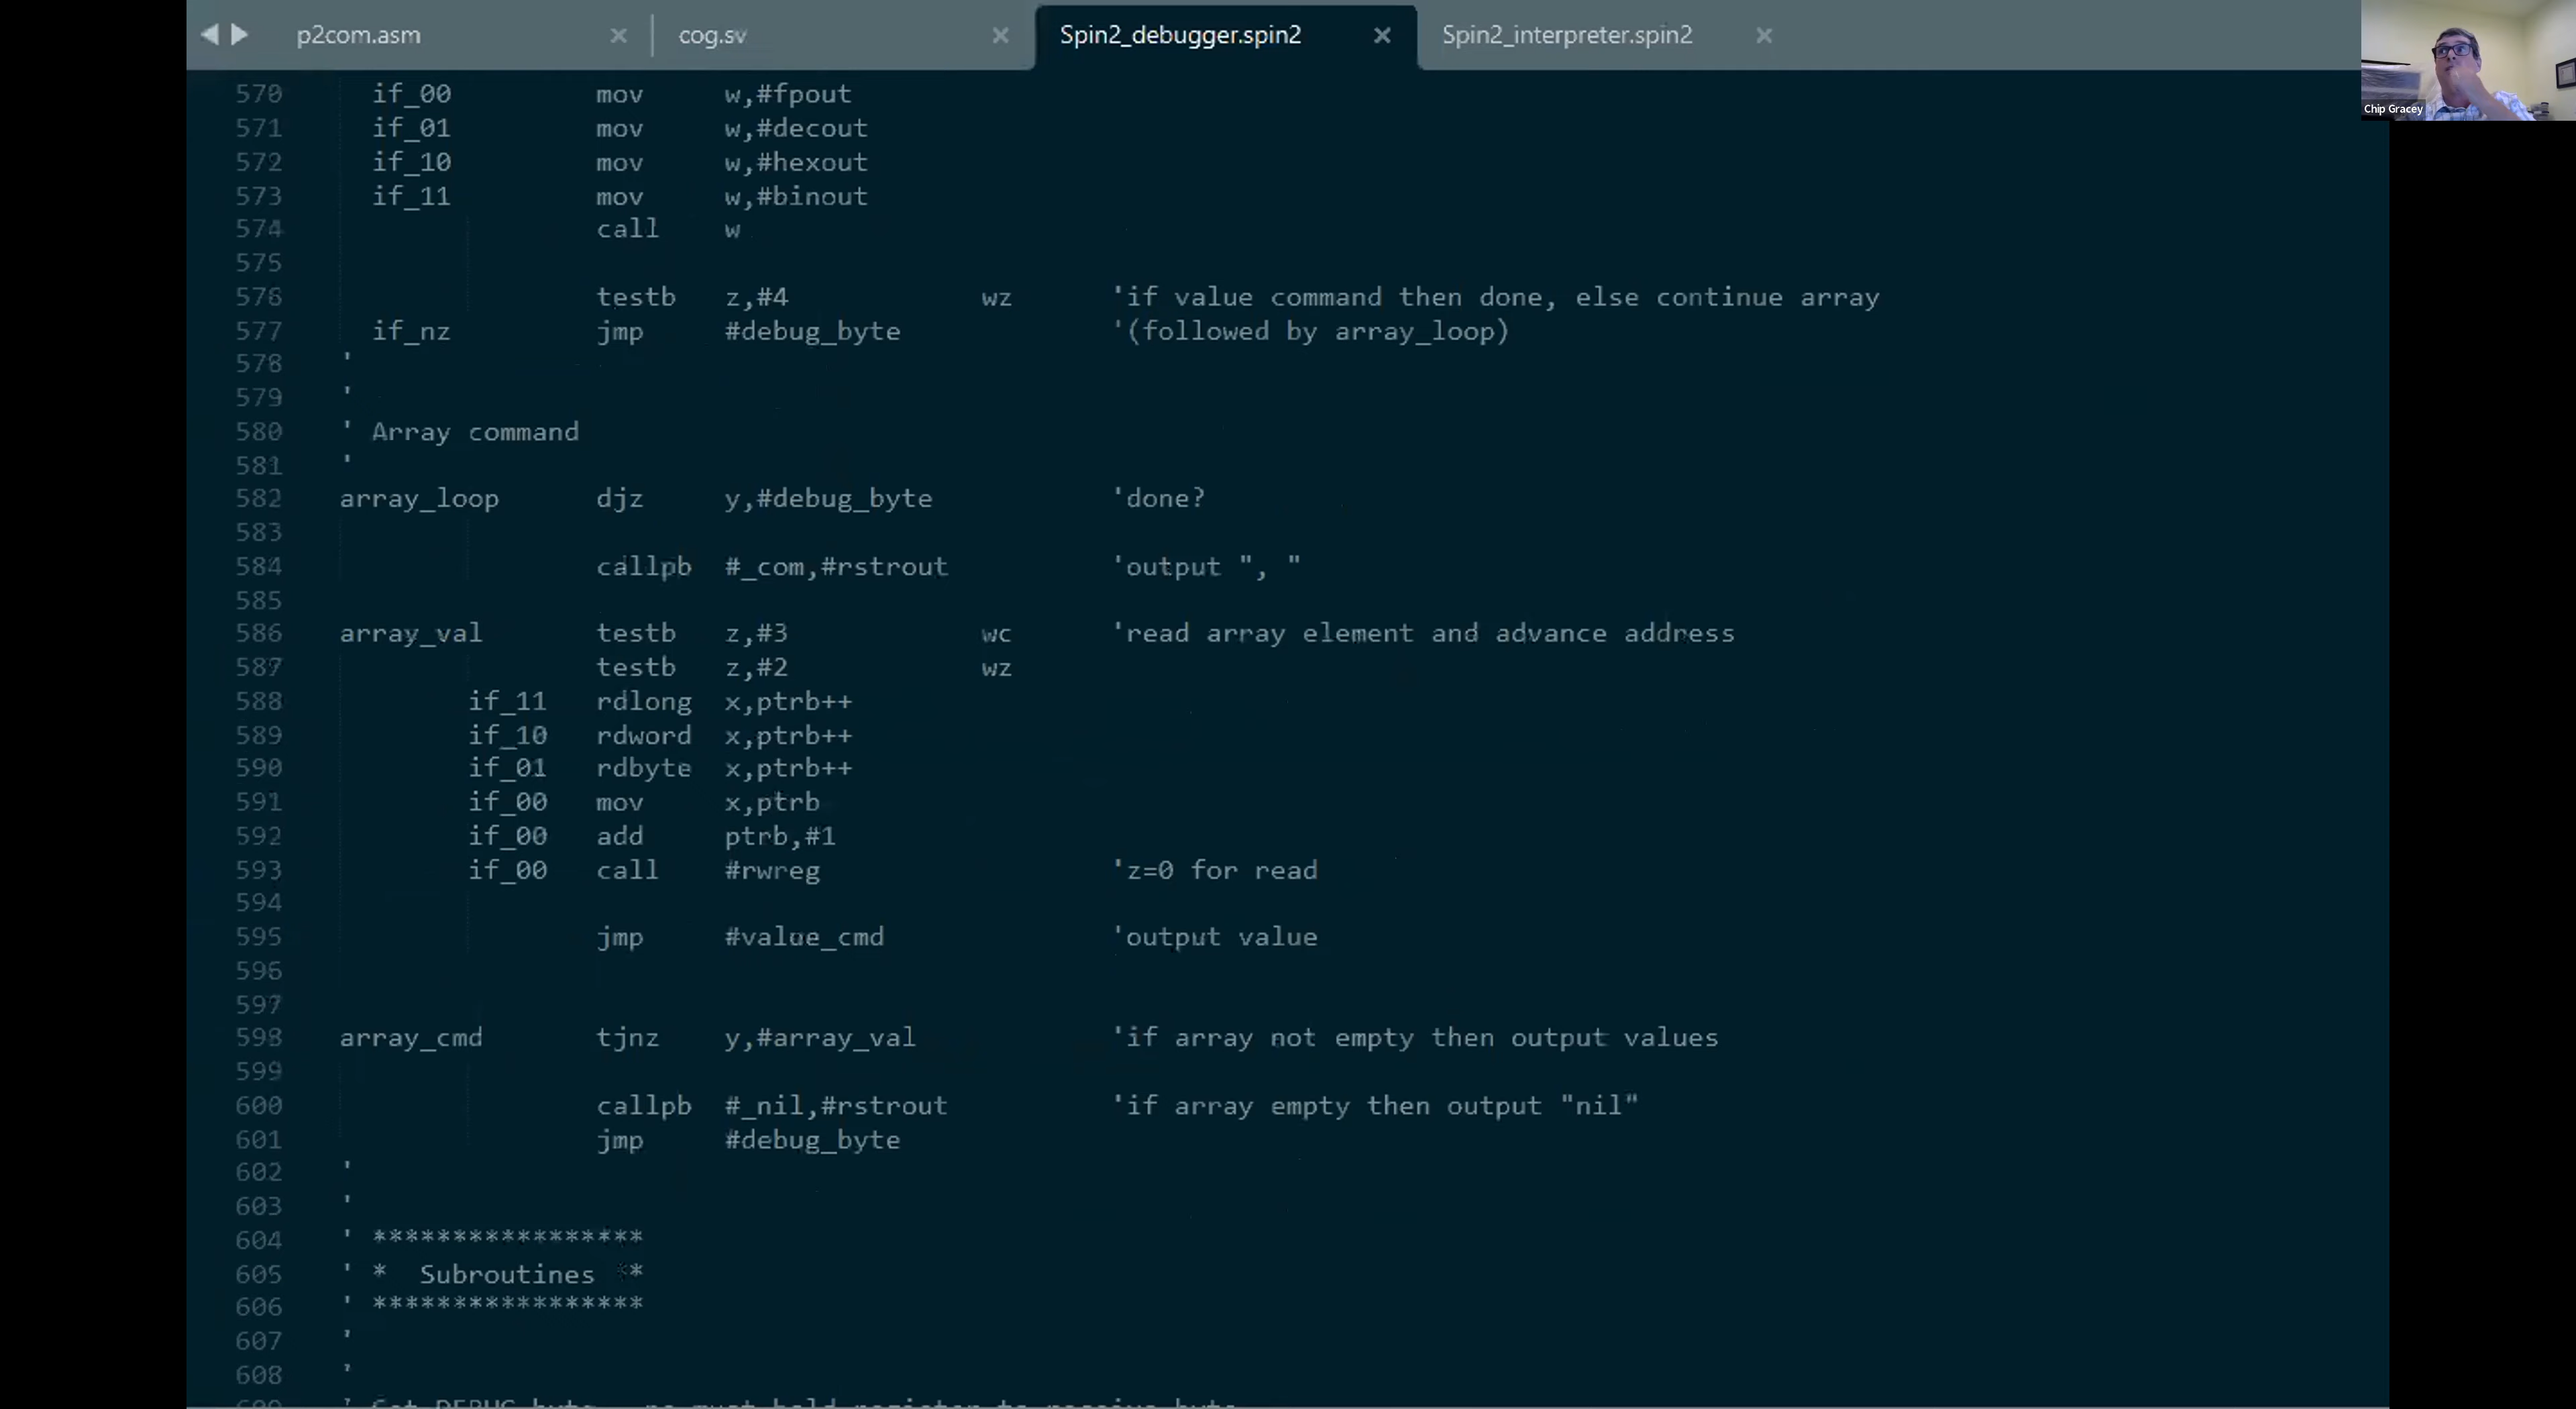 p2com.asm × cog.sv × Spin2_debugger.spin2 × Spin2_interpreter.spin2 ×
Chip Gracey
570 if_00 mov w,#fpout
571 if_01 mov w,#decout
572 if_10 mov w,#hexout
573 if_11 mov w,#binout
574 call w
575
576 testb z,#4 wz 'if value command then done, else continue array
577 if_nz jmp #debug_byte '(followed by array_loop)
578 '
579 '
580 ' Array command
581 '
582 array_loop djz y,#debug_byte 'done?
583
584 callpb #_com,#rstrout 'output ", "
585
586 array_val testb z,#3 wc 'read array element and advance address
587 testb z,#2 wz
588 if_11 rdlong x,ptrb++
589 if_10 rdword x,ptrb++
590 if_01 rdbyte x,ptrb++
591 if_00 mov x,ptrb
592 if_00 add ptrb,#1
593 if_00 call #rwreg 'z=0 for read
594
595 jmp #value_cmd 'output value
596
597
598 array_cmd tjnz y,#array_val 'if array not empty then output values
599
600 callpb #_nil,#rstrout 'if array empty then output "nil"
601 jmp #debug_byte
602 '
603 '
604 ' *****************
605 ' * Subroutines *
606 ' *****************
607 '
608 '
609 ' Get DEBUG byte